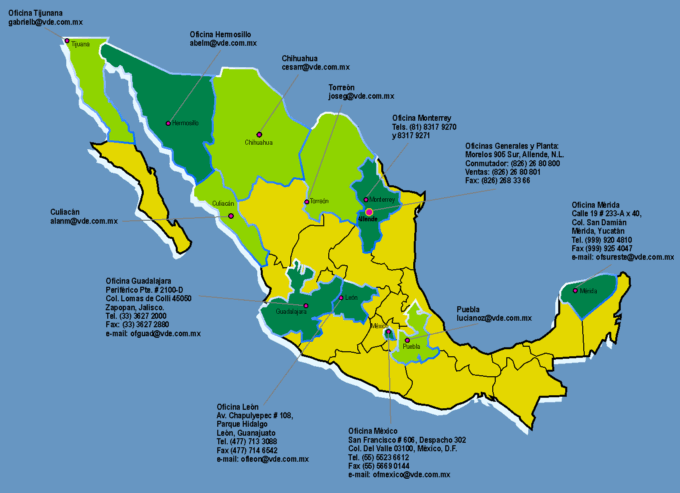 Oficina Tijunana
gabrielb@vde.com.mx
Tijuana
Oficina Hermosillo
abelm@vde.com.mx
Hermosillo
Chihuahua
cesarr@vde.com.mx
Chihuahua
Torreón
joseg@vde.com.mx
Torreón
Oficina Monterrey
Tels. (81) 8317 9270
y 8317 9271
Monterrey
Oficinas Generales y Planta:
Morelos 905 Sur, Allende, N.L.
Conmutador: (826) 26 80 800
Ventas: (826) 26 80 801
Fax: (826) 268 33 66
Allende
Culiacán
alanm@vde.com.mx
Culiacán
Oficina Mérida
Calle 19 # 233-A x 40,
Col. San Damián
Mérida, Yucatán
Tel. (999) 920 4810
Fax (999) 925 4047
e-mail: ofsureste@vde.com.mx
Mérida
Oficina Guadalajara
Periférico Pte. # 2100-D
Col. Lomas de Colli 45050
Zapopan, Jalisco.
Tel. (33) 3627 2000
Fax: (33) 3627 2880
e-mail: ofguad@vde.com.mx
Guadalajara
León
Puebla
lucianoz@vde.com.mx
México
Puebla
Oficina León
Av. Chapulyepec # 108,
Parque Hidalgo
León, Guanajuato
Tel. (477) 713 3088
Fax (477) 714 6542
e-mail: ofleon@vde.com.mx
Oficina México
San Francisco # 606, Despacho 302
Col. Del Valle 03100, México, D.F.
Tel. (55) 5523 6612
Fax (55) 5669 0144
e-mail: ofmexico@vde.com.mx